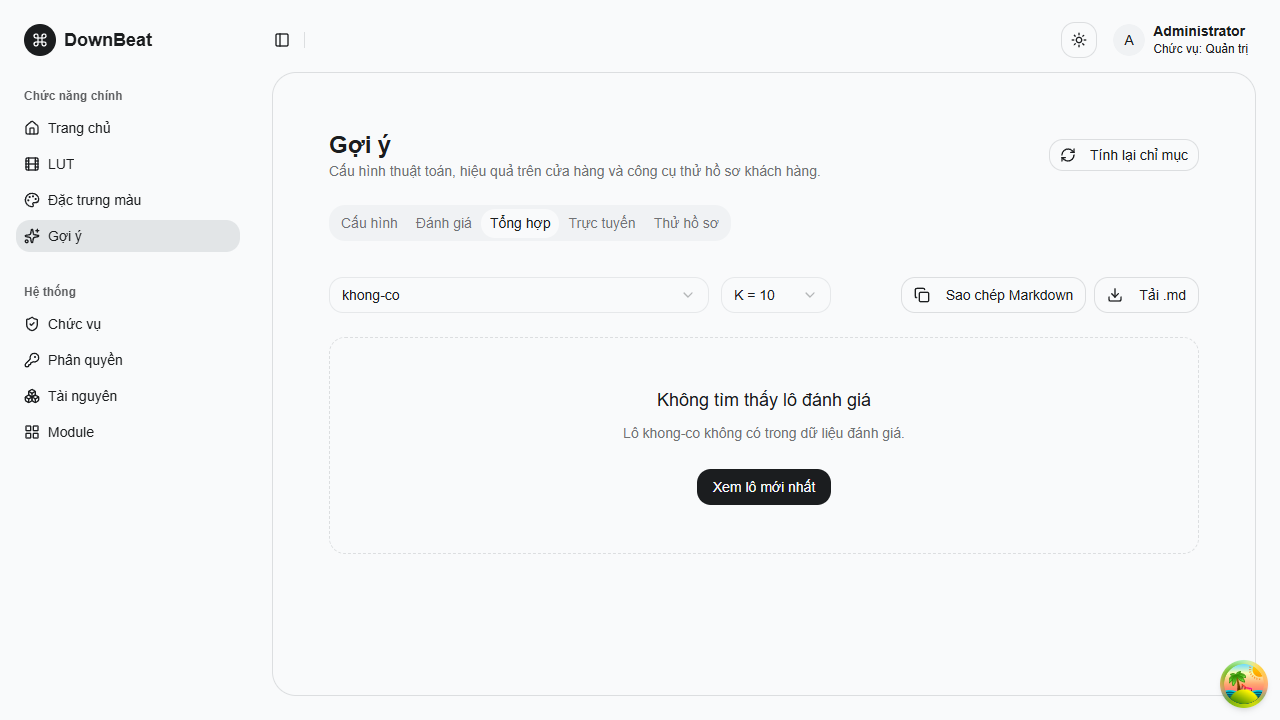 DownBeat
Administrator
A
Chức vụ: Quản trị
Chức năng chính
Trang chủ
LUT
Đặc trưng màu
Gợi ý
Hệ thống
Chức vụ
Phân quyền
Tài nguyên
Module
Gợi ý
Cấu hình thuật toán, hiệu quả trên cửa hàng và công cụ thử hồ sơ khách hàng.
Tính lại chỉ mục
Cấu hình Đánh giá Tổng hợp Trực tuyến Thử hồ sơ
khong-co K = 10 Sao chép Markdown Tải .md
Không tìm thấy lô đánh giá
Lô khong-co không có trong dữ liệu đánh giá.
Xem lô mới nhất